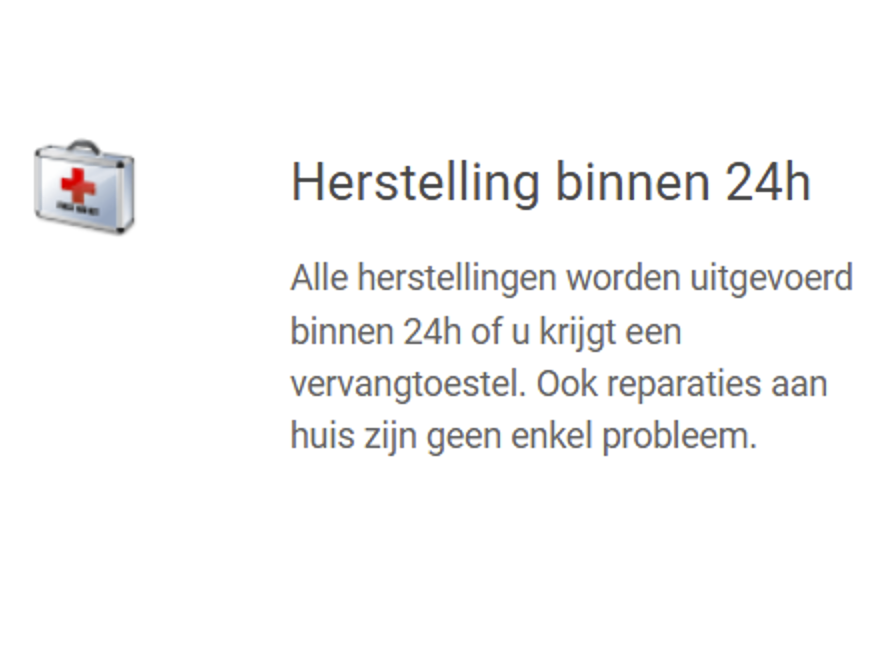 Herstelling binnen 24h
Alle herstellingen worden uitgevoerd
binnen 24h of u krijgt een
vervangtoestel. Ook reparaties aan
huis zijn geen enkel probleem.